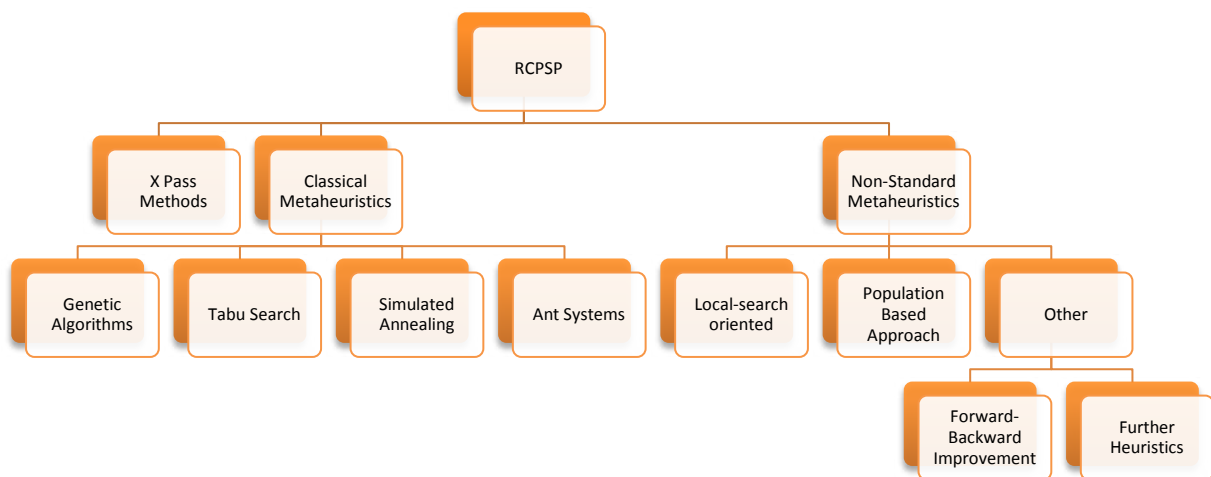 RCPSP
X Pass
Methods
Classical
Metaheuristics
Non-Standard
Metaheuristics
Genetic
Algorithms
Tabu Search
Simulated
Annealing
Ant Systems
Local-search
oriented
Population
Based
Approach
Other
Forward-
Backward
Improvement
Further
Heuristics